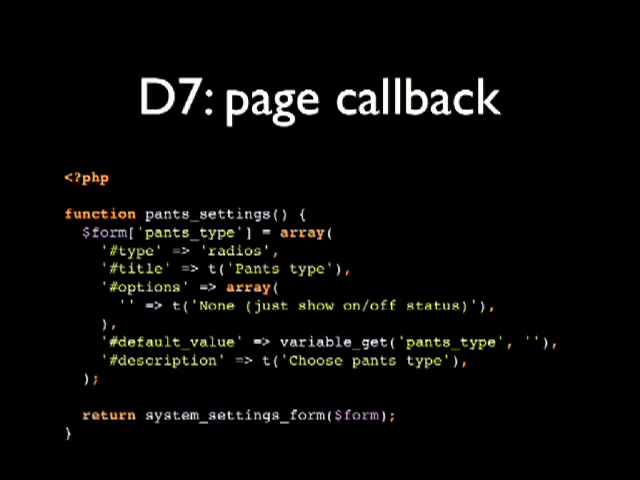 D7: page callback
<?php
function pants_settings() {
$form['pants_type'] = array(
'#type' => 'radios',
'#title' => t('Pants type'),
'#options' => array(
'' => t('None (just show on/off status)'),
),
'#default_value' => variable_get('pants_type', ''),
'#description' => t('Choose pants type'),
);
return system_settings_form($form);
}